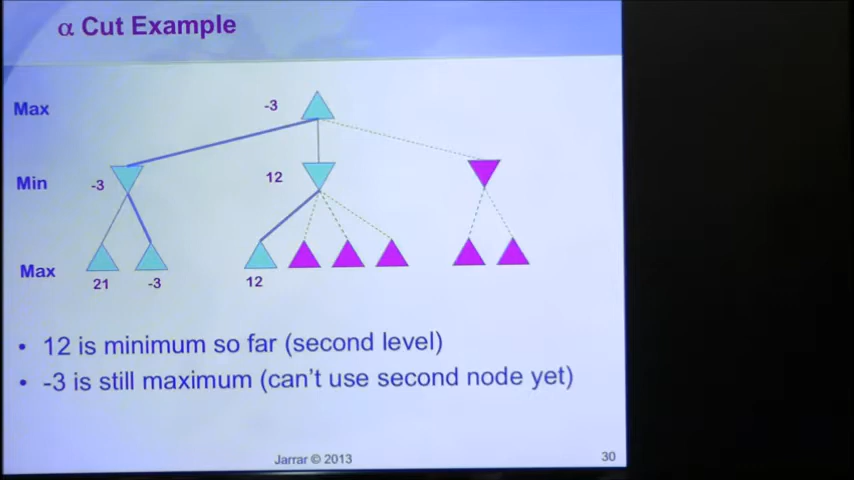 α Cut Example
Max
-3
Min
-3
12
Max
21
-3
12
• 12 is minimum so far (second level)
• -3 is still maximum (can't use second node yet)
Jarrar © 2013
30